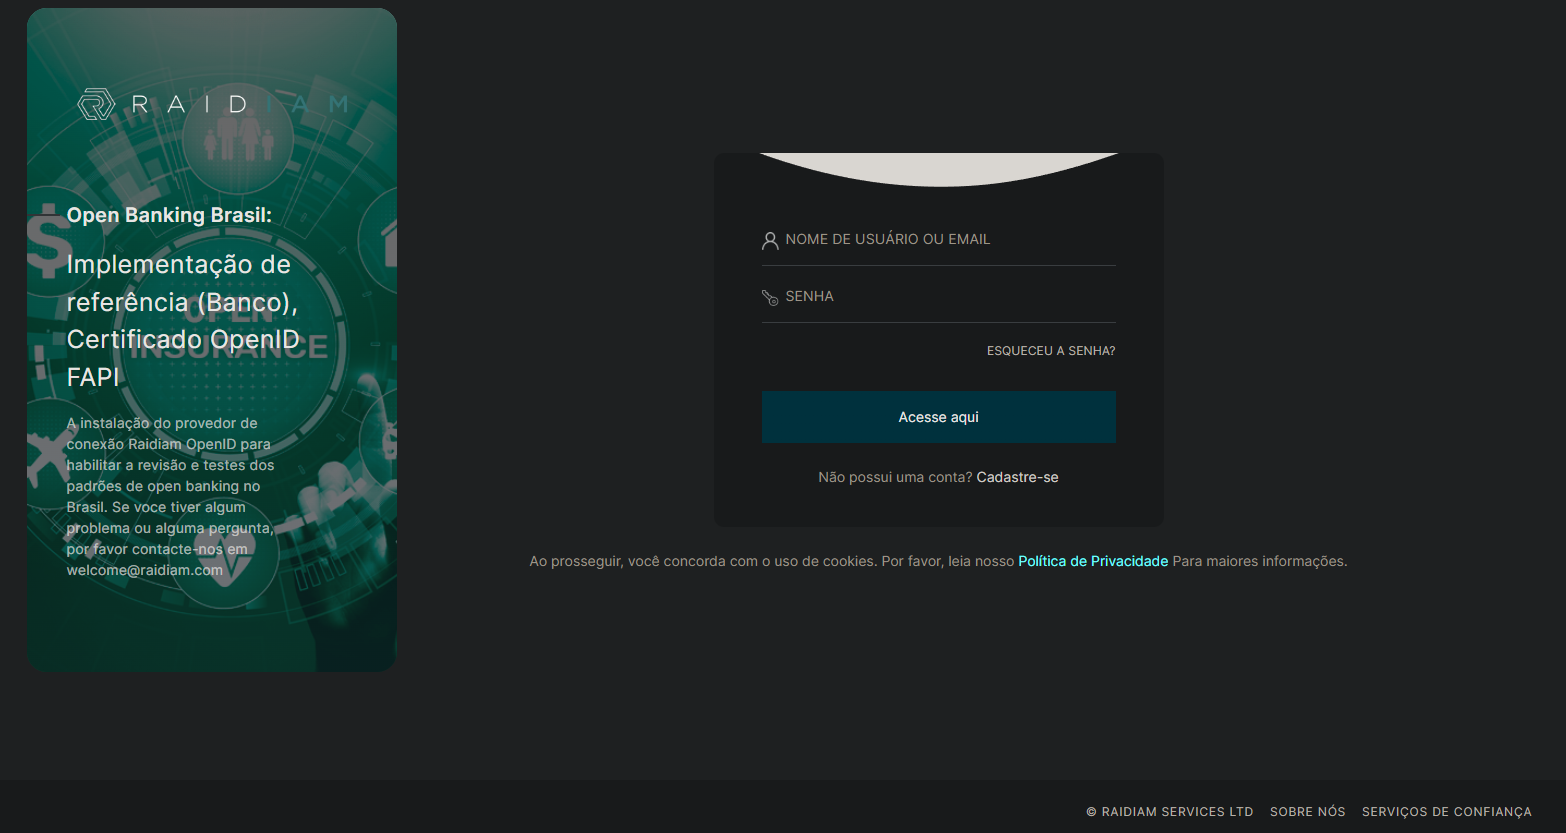 RAIDIAM
Open Banking Brasil:
Implementação de
referência (Banco),
Certificado OpenID
FAPI
OPEN
INSURANCE
A instalação do provedor de
conexão Raidiam OpenID para
habilitar a revisão e testes dos
padrões de open banking no
Brasil. Se voce tiver algum
problema ou alguma pergunta,
por favor contacte-nos em
welcome@raidiam.com
NOME DE USUÁRIO OU EMAIL
SENHA
ESQUECEU A SENHA?
Acesse aqui
Não possui uma conta? Cadastre-se
Ao prosseguir, você concorda com o uso de cookies. Por favor, leia nosso Política de Privacidade Para maiores informações.
© RAIDIAM SERVICES LTD SOBRE NÓS SERVIÇOS DE CONFIANÇA